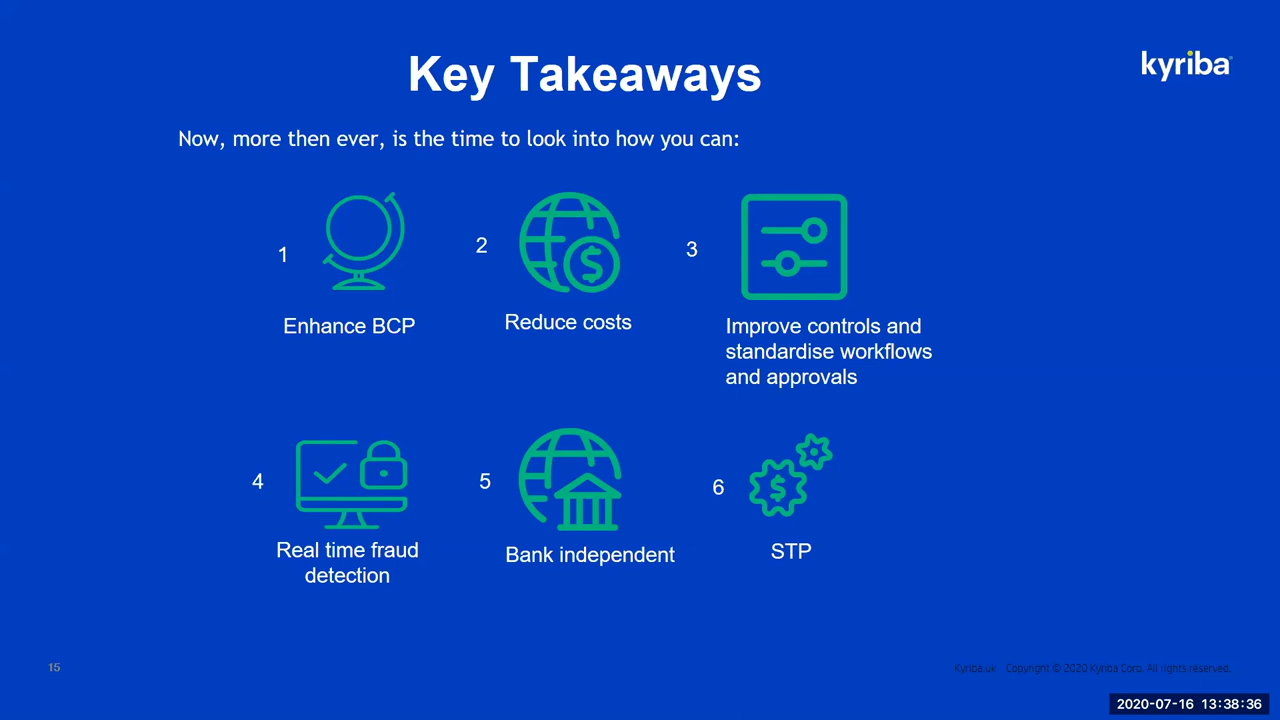 Key Takeaways
kyriba
Now, more then ever, is the time to look into how you can:
1
Enhance BCP
2
$
Reduce costs
3
Improve controls and
standardise workflows
and approvals
4
Real time fraud
detection
5
Bank independent
6
$
STP
15
Kyriba.uk Copyright © 2020 Kyriba Corp. All rights reserved.
2020-07-16 13:38:36